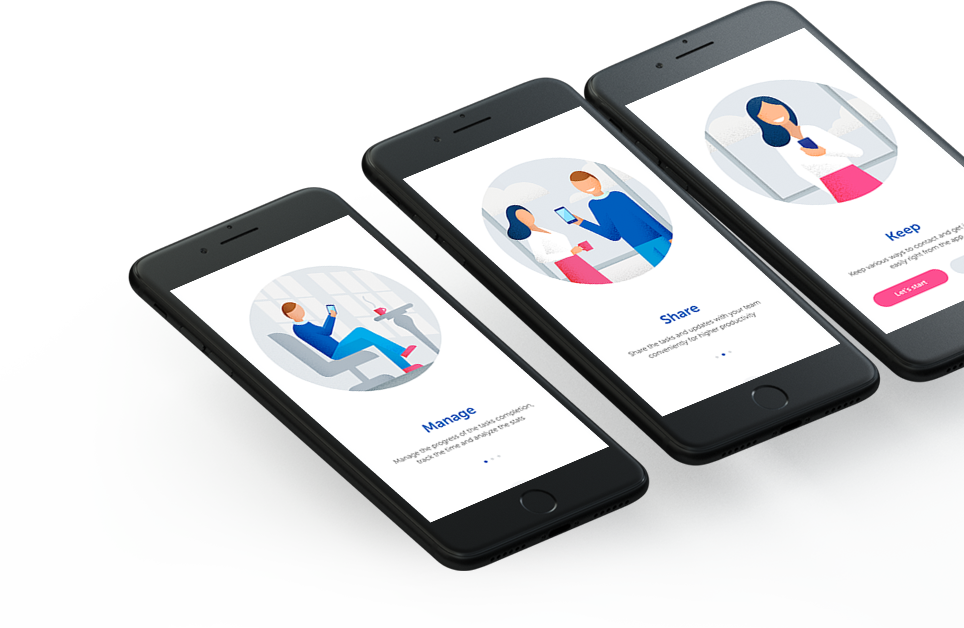 Manage
Manage the progress of the tasks completion,
track the time and analyze the stats
Share
Share the tasks and updates with your team
conveniently for higher productivity
Keep
Keep various ways to contact and get
easily right from the app
Let's start